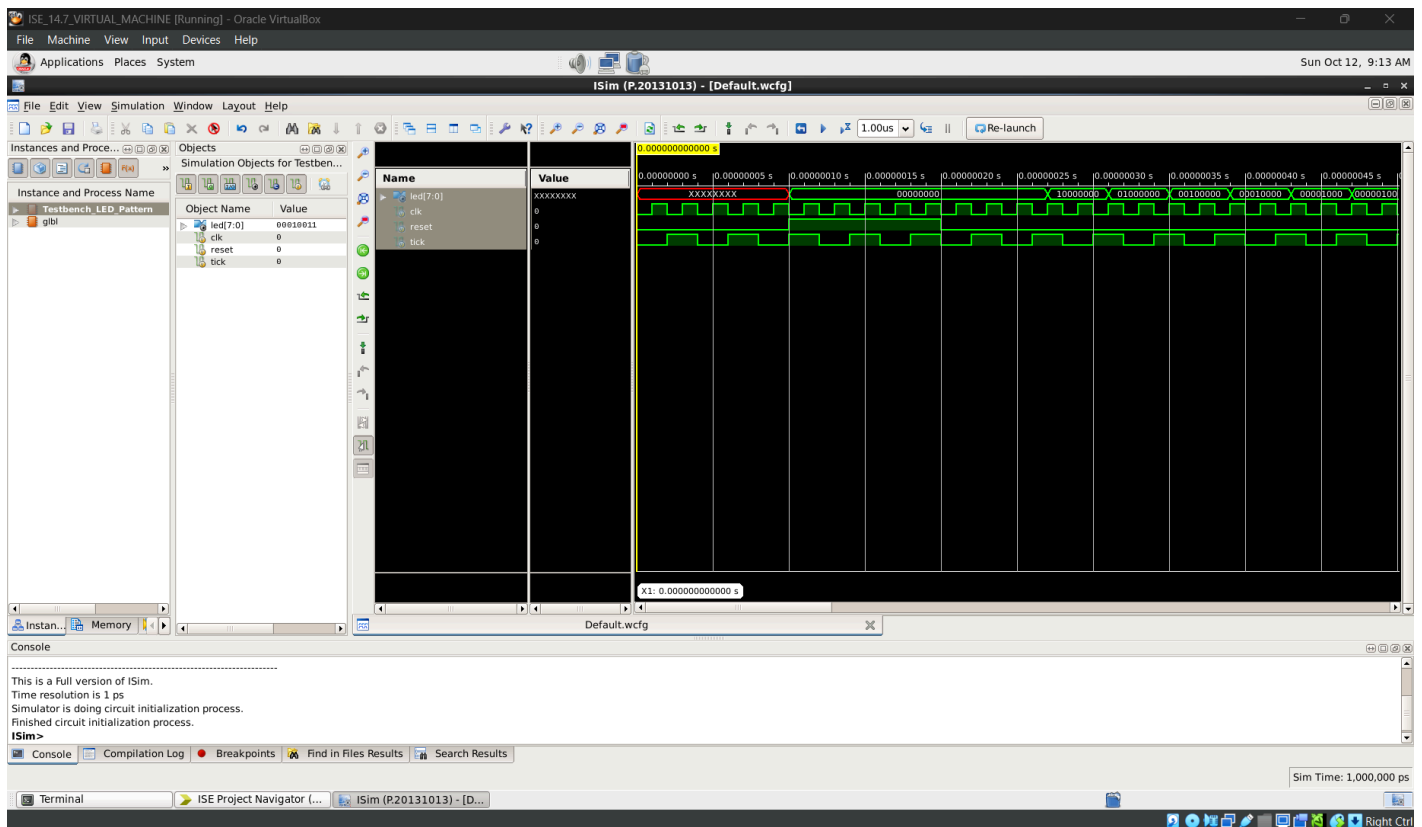 ISE_14.7_VIRTUAL_MACHINE [Running] - Oracle VirtualBox
File Machine View Input Devices Help
Applications Places System
Sun Oct 12, 9:13 AM
ISim (P.20131013) - [Default.wcfg]
File Edit View Simulation Window Layout Help
1.00us
Re-launch
Instances and Proce...
F(x)
»
Instance and Process Name
Testbench_LED_Pattern
glbl
Objects
Simulation Objects for Testben...
Object Name Value
led[7:0] 00010011
clk 0
reset 0
tick 0
Name Value
led[7:0] XXXXXXXX
clk 0
reset 0
tick 0
0.000000000000 s
0.00000000 s 0.00000005 s 0.00000010 s 0.00000015 s 0.00000020 s 0.00000025 s 0.00000030 s 0.00000035 s 0.00000040 s 0.00000045 s
XXXXXXXX 00000000 10000000 01000000 00100000 00010000 00001000 00000100
X1: 0.000000000000 s
Instan... Memory
Default.wcfg
Console
This is a Full version of ISim.
Time resolution is 1 ps
Simulator is doing circuit initialization process.
Finished circuit initialization process.
ISim>
Console Compilation Log Breakpoints Find in Files Results Search Results
Sim Time: 1,000,000 ps
Terminal ISE Project Navigator (... ISim (P.20131013) - [D...
Right Ctrl